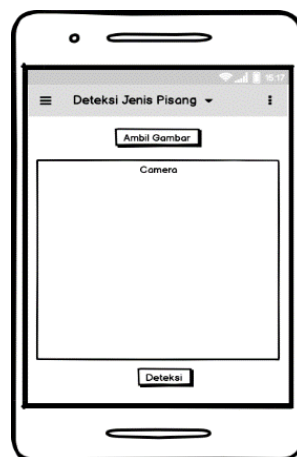 15:17
Deteksi Jenis Pisang
Ambil Gambar
Camera
Deteksi